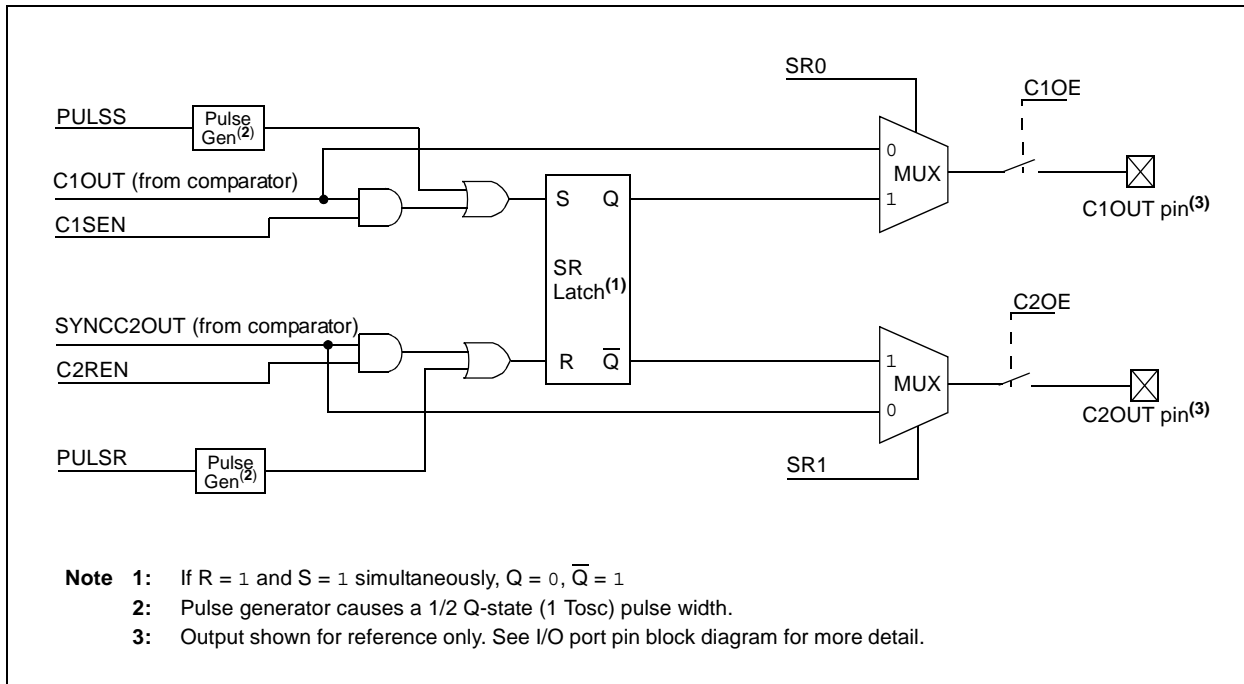 SR0
C1OE
PULSS
Pulse
Gen(2)
0
MUX
1
C1OUT (from comparator)
C1OUT pin(3)
C1SEN
S Q
SR
Latch(1)
R Q̅
SYNCC2OUT (from comparator)
C2REN
C2OE
1
MUX
0
C2OUT pin(3)
PULSR
Pulse
Gen(2)
SR1
Note 1: If R = 1 and S = 1 simultaneously, Q = 0, Q̅ = 1
2: Pulse generator causes a 1/2 Q-state (1 Tosc) pulse width.
3: Output shown for reference only. See I/O port pin block diagram for more detail.